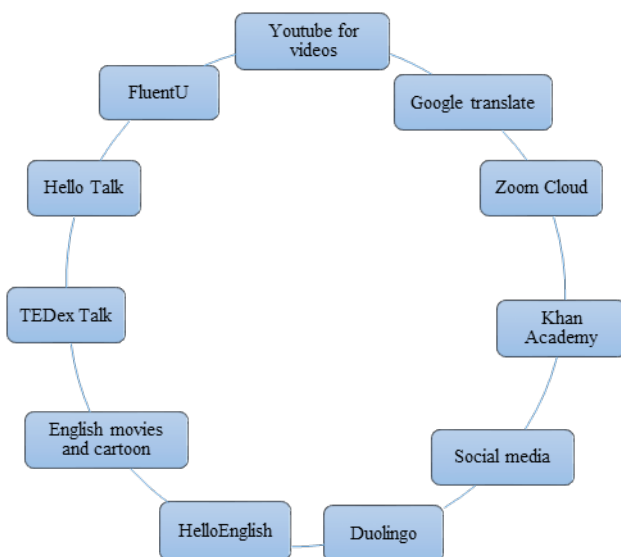 Youtube for
videos
Google translate
Zoom Cloud
Khan
Academy
Social media
Duolingo
HelloEnglish
English movies
and cartoon
TEDex Talk
Hello Talk
FluentU